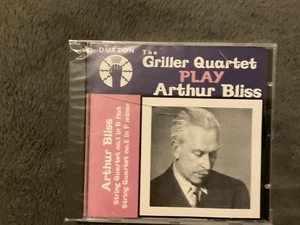 DUTTON
The
Griller Quartet
PLAY
Arthur Bliss
Arthur Bliss
String Quartet no.1 in B flat
String Quartet no.2 in F minor